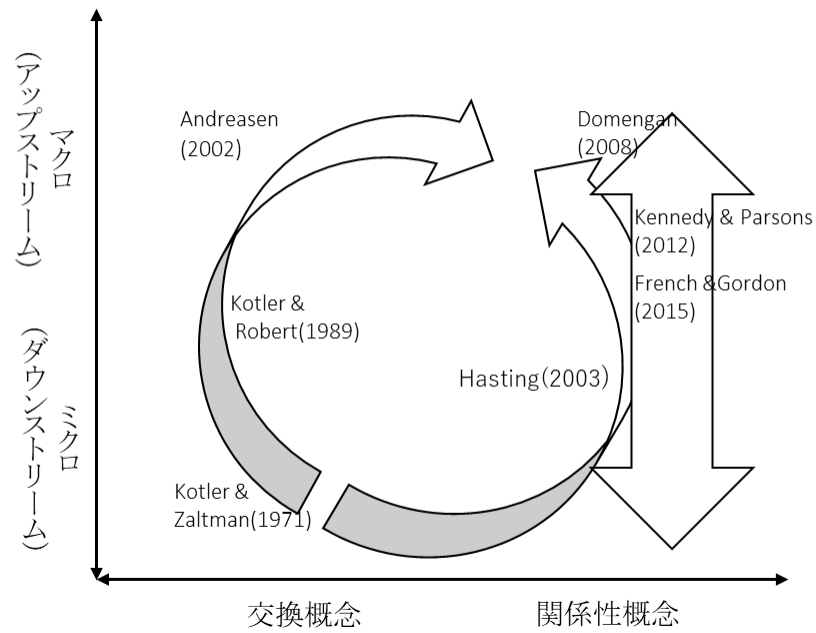 マクロ
(アップストリーム)
ミクロ
(ダウンストリーム)
Andreasen
(2002)
Domengan
(2008)
Kennedy & Parsons
(2012)
French &Gordon
(2015)
Kotler &
Robert(1989)
Hasting(2003)
Kotler &
Zaltman(1971)
交換概念
関係性概念